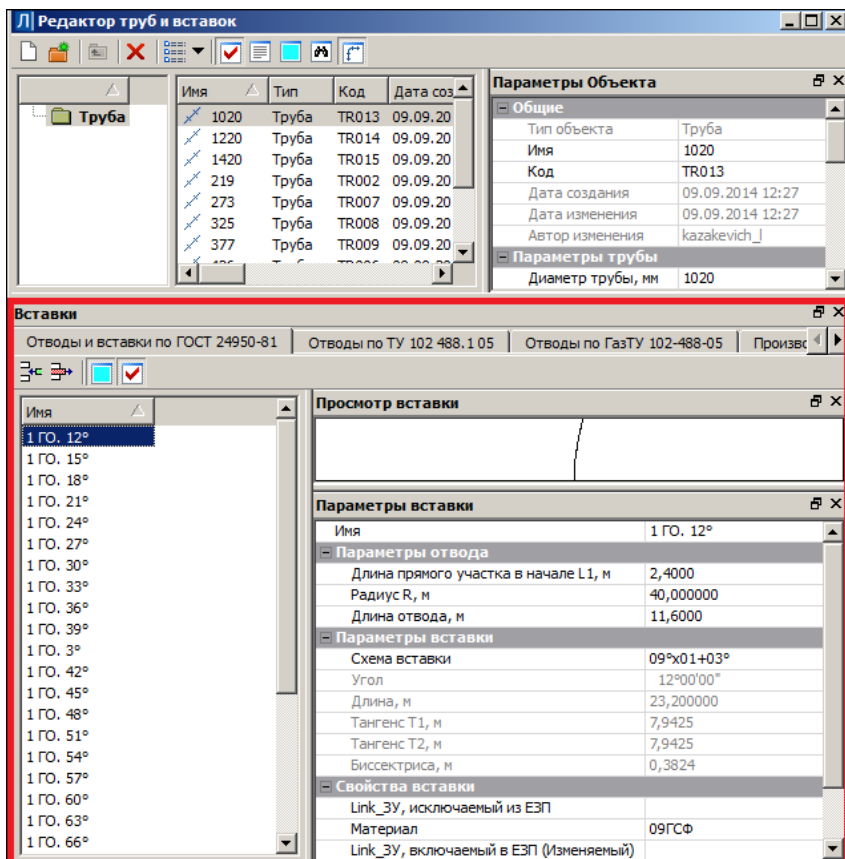 Л Редактор труб и вставок
Имя Тип Код Дата соз
Труба
1020 Труба TR013 09.09.20
1220 Труба TR014 09.09.20
1420 Труба TR015 09.09.20
219 Труба TR002 09.09.20
273 Труба TR007 09.09.20
325 Труба TR008 09.09.20
377 Труба TR009 09.09.20
Параметры Объекта
Общие
Тип объекта Труба
Имя 1020
Код TR013
Дата создания 09.09.2014 12:27
Дата изменения 09.09.2014 12:27
Автор изменения kazakevich_l
Параметры трубы
Диаметр трубы, мм 1020
Вставки
Отводы и вставки по ГОСТ 24950-81 Отводы по ТУ 102 488.1 05 Отводы по ГазТУ 102-488-05 Произвс
Имя
1 ГО. 12°
1 ГО. 15°
1 ГО. 18°
1 ГО. 21°
1 ГО. 24°
1 ГО. 27°
1 ГО. 30°
1 ГО. 33°
1 ГО. 36°
1 ГО. 39°
1 ГО. 3°
1 ГО. 42°
1 ГО. 45°
1 ГО. 48°
1 ГО. 51°
1 ГО. 54°
1 ГО. 57°
1 ГО. 60°
1 ГО. 63°
1 ГО. 66°
Просмотр вставки
Параметры вставки
Имя 1 ГО. 12°
Параметры отвода
Длина прямого участка в начале L1, м 2,4000
Радиус R, м 40,000000
Длина отвода, м 11,6000
Параметры вставки
Схема вставки 09°x01+03°
Угол 12°00'00"
Длина, м 23,200000
Тангенс T1, м 7,9425
Тангенс T2, м 7,9425
Биссектриса, м 0,3824
Свойства вставки
Link_ЗУ, исключаемый из ЕЗП
Материал 09ГСФ
Link_ЗУ, включаемый в ЕЗП (Изменяемый)